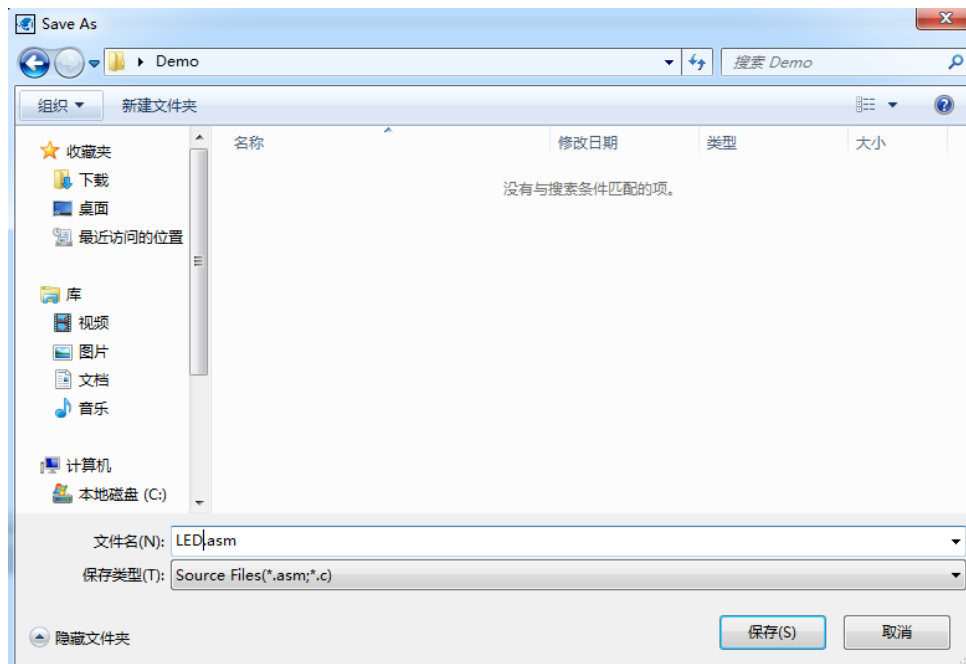 Save As
Demo
搜索 Demo
组织
新建文件夹
名称
修改日期
类型
大小
没有与搜索条件匹配的项。
收藏夹
下载
桌面
最近访问的位置
库
视频
图片
文档
音乐
计算机
本地磁盘 (C:)
文件名(N): LED.asm
保存类型(T): Source Files(*.asm;*.c)
隐藏文件夹
保存(S)
取消